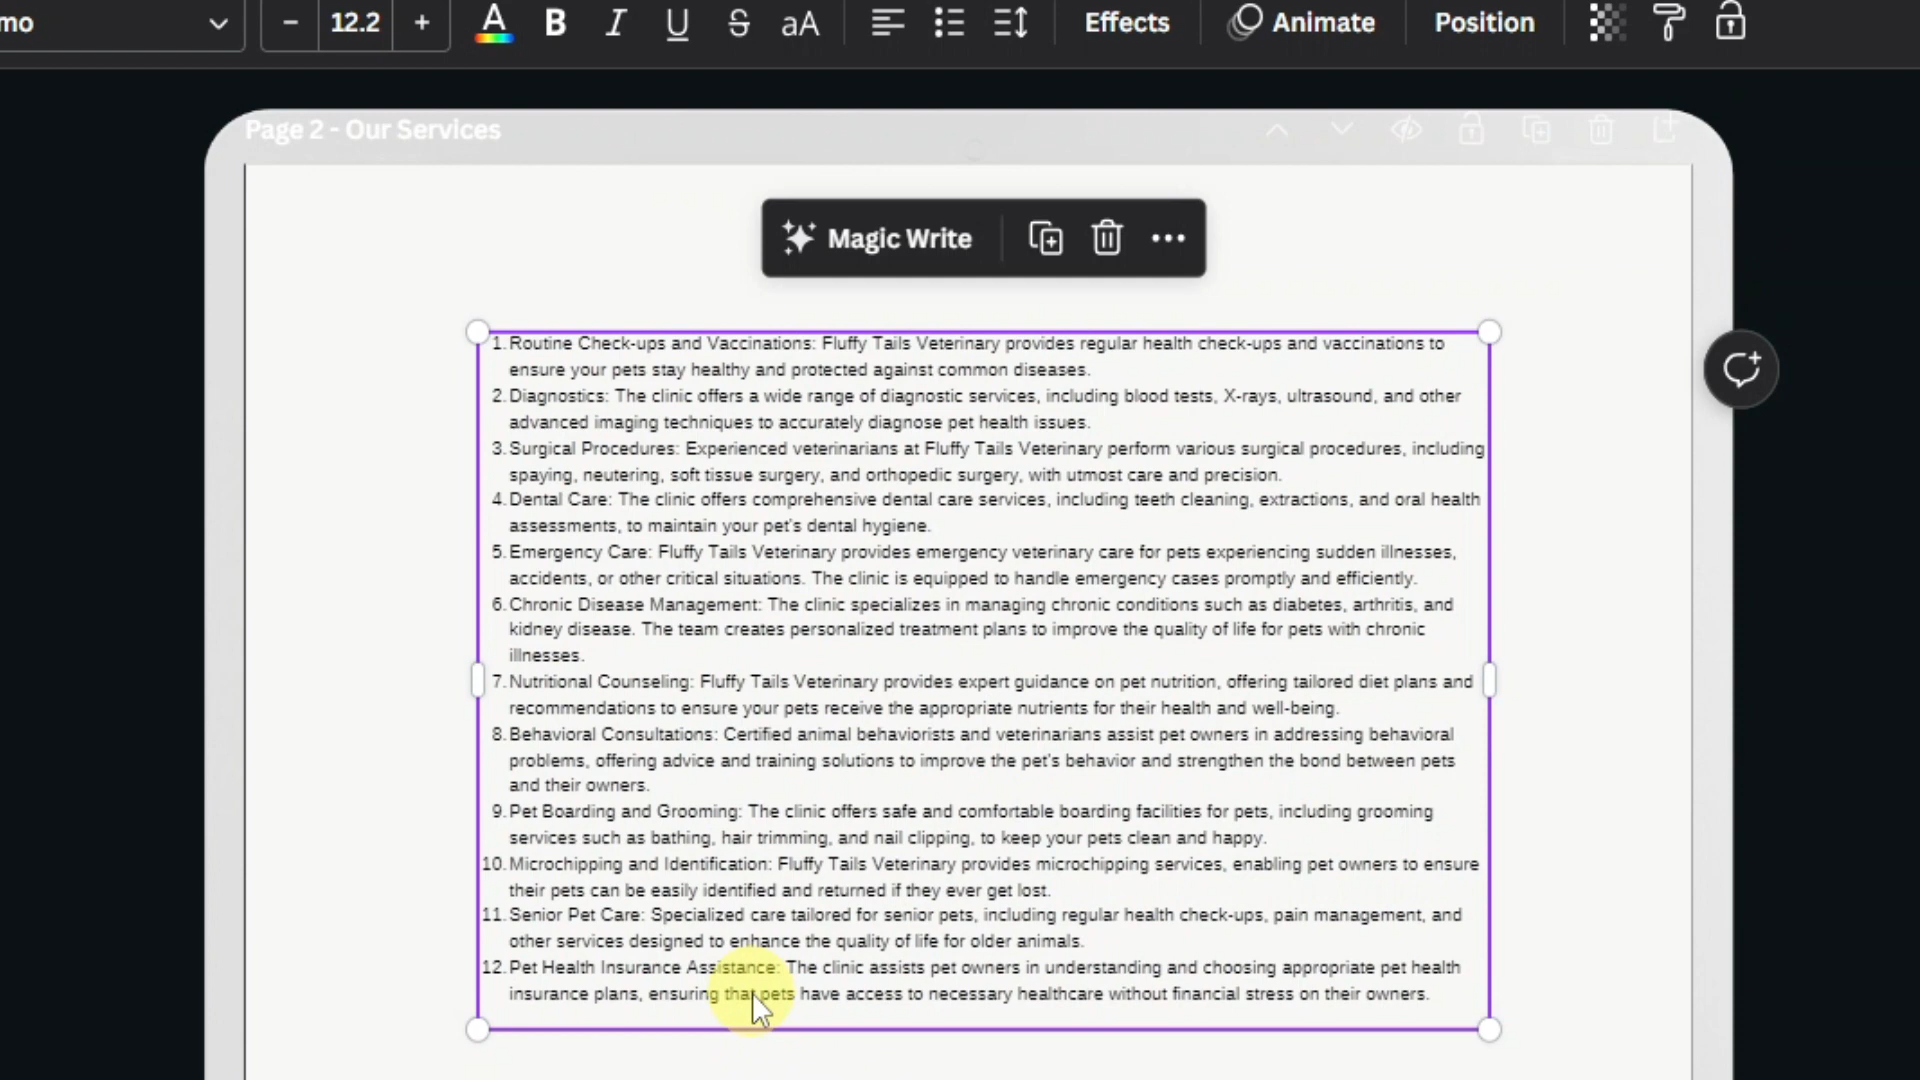 mo
− 12.2 +
A B I U S aA
Effects
Animate
Position
Page 2 - Our Services
Magic Write
1. Routine Check-ups and Vaccinations: Fluffy Tails Veterinary provides regular health check-ups and vaccinations to
ensure your pets stay healthy and protected against common diseases.
2. Diagnostics: The clinic offers a wide range of diagnostic services, including blood tests, X-rays, ultrasound, and other
advanced imaging techniques to accurately diagnose pet health issues.
3. Surgical Procedures: Experienced veterinarians at Fluffy Tails Veterinary perform various surgical procedures, including
spaying, neutering, soft tissue surgery, and orthopedic surgery, with utmost care and precision.
4. Dental Care: The clinic offers comprehensive dental care services, including teeth cleaning, extractions, and oral health
assessments, to maintain your pet's dental hygiene.
5. Emergency Care: Fluffy Tails Veterinary provides emergency veterinary care for pets experiencing sudden illnesses,
accidents, or other critical situations. The clinic is equipped to handle emergency cases promptly and efficiently.
6. Chronic Disease Management: The clinic specializes in managing chronic conditions such as diabetes, arthritis, and
kidney disease. The team creates personalized treatment plans to improve the quality of life for pets with chronic
illnesses.
7. Nutritional Counseling: Fluffy Tails Veterinary provides expert guidance on pet nutrition, offering tailored diet plans and
recommendations to ensure your pets receive the appropriate nutrients for their health and well-being.
8. Behavioral Consultations: Certified animal behaviorists and veterinarians assist pet owners in addressing behavioral
problems, offering advice and training solutions to improve the pet's behavior and strengthen the bond between pets
and their owners.
9. Pet Boarding and Grooming: The clinic offers safe and comfortable boarding facilities for pets, including grooming
services such as bathing, hair trimming, and nail clipping, to keep your pets clean and happy.
10. Microchipping and Identification: Fluffy Tails Veterinary provides microchipping services, enabling pet owners to ensure
their pets can be easily identified and returned if they ever get lost.
11. Senior Pet Care: Specialized care tailored for senior pets, including regular health check-ups, pain management, and
other services designed to enhance the quality of life for older animals.
12. Pet Health Insurance Assistance: The clinic assists pet owners in understanding and choosing appropriate pet health
insurance plans, ensuring that pets have access to necessary healthcare without financial stress on their owners.